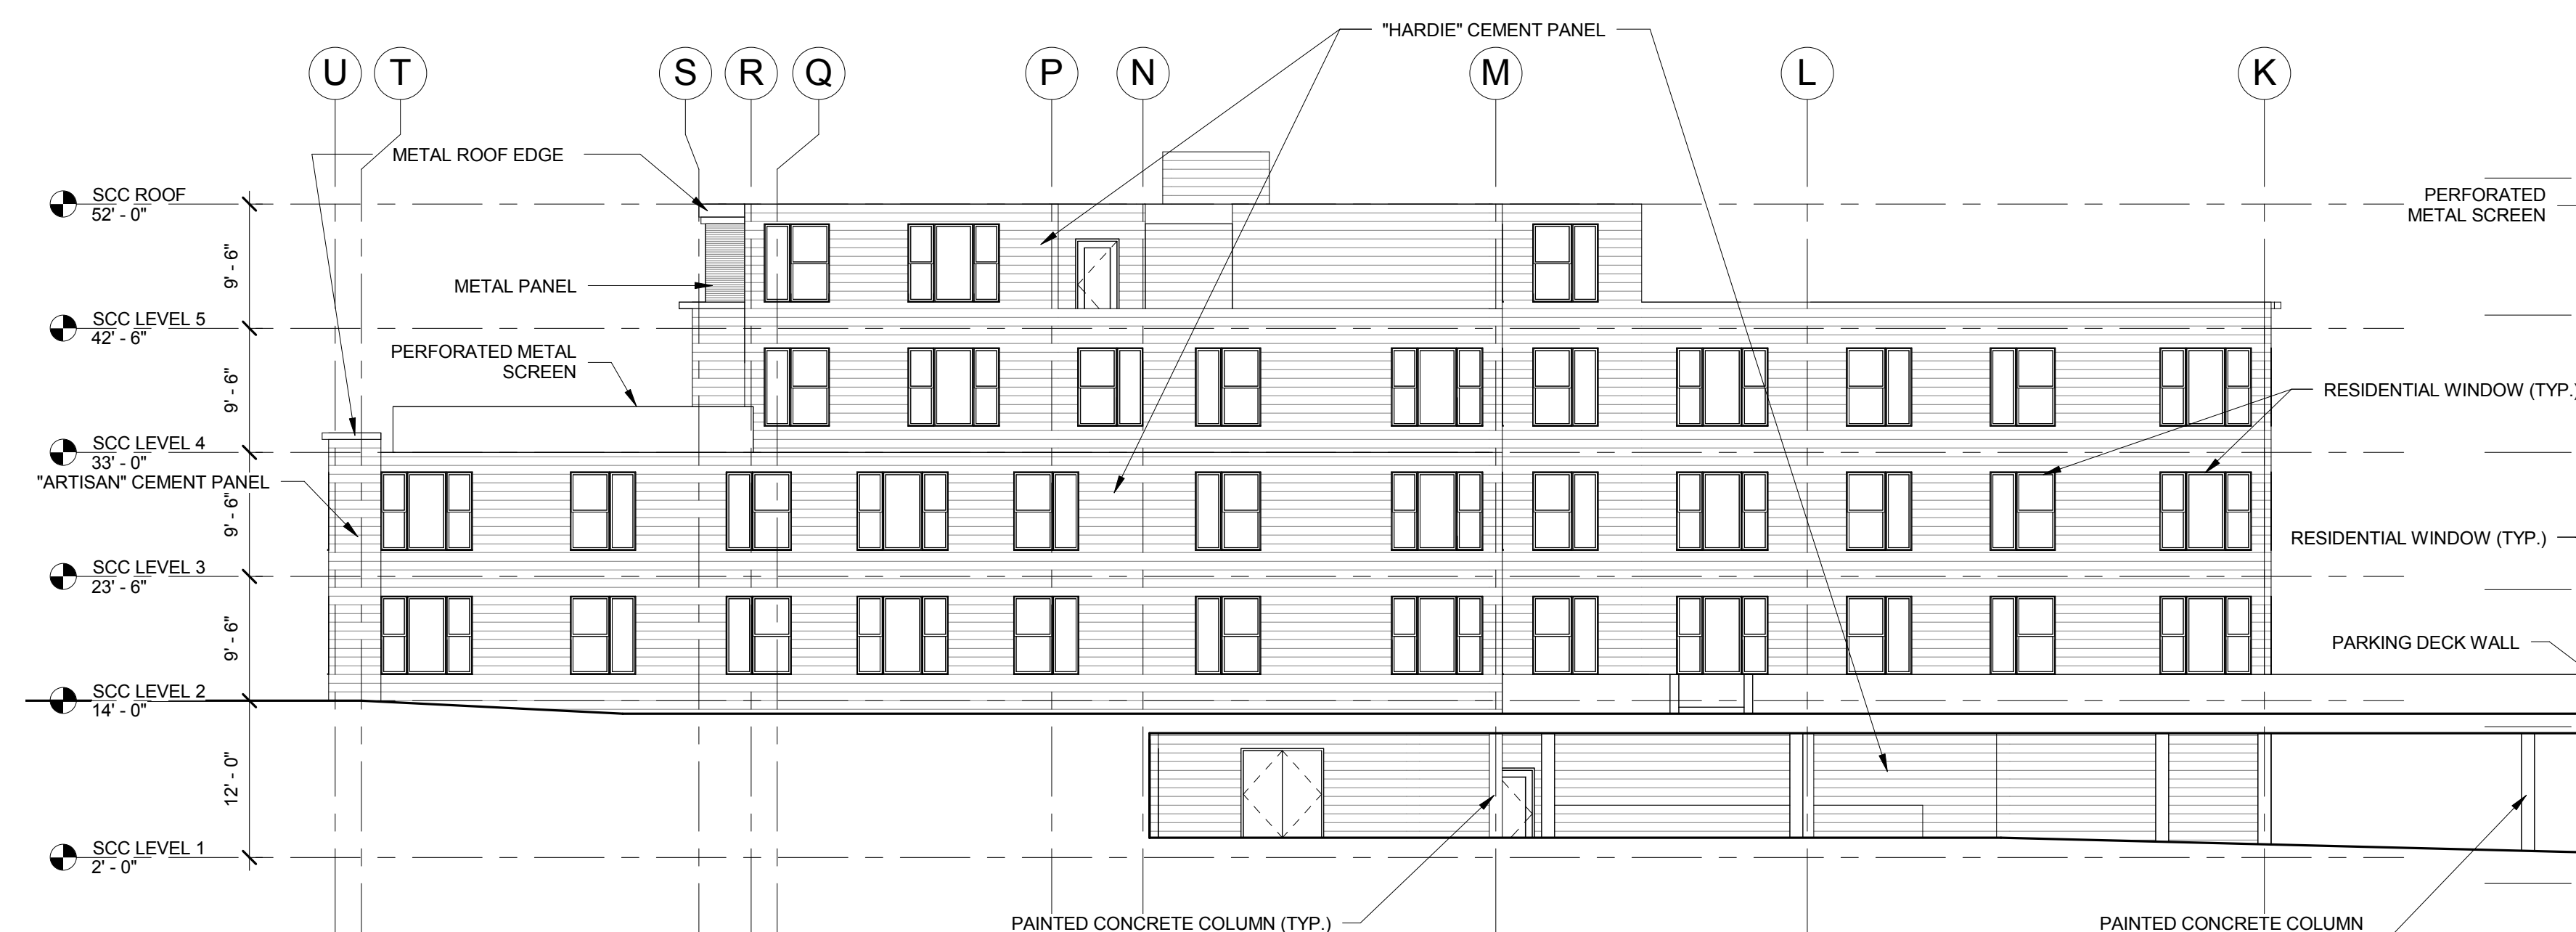 "HARDIE" CEMENT PANEL
U T S R Q P N M L K
METAL ROOF EDGE
SCC ROOF
52' - 0"
PERFORATED
METAL SCREEN
9' - 6"
METAL PANEL
SCC LEVEL 5
42' - 6"
PERFORATED METAL
SCREEN
9' - 6"
RESIDENTIAL WINDOW (TYP.)
SCC LEVEL 4
33' - 0"
"ARTISAN" CEMENT PANEL
9' - 6"
RESIDENTIAL WINDOW (TYP.)
SCC LEVEL 3
23' - 6"
9' - 6"
PARKING DECK WALL
SCC LEVEL 2
14' - 0"
12' - 0"
SCC LEVEL 1
2' - 0"
PAINTED CONCRETE COLUMN (TYP.)
PAINTED CONCRETE COLUMN